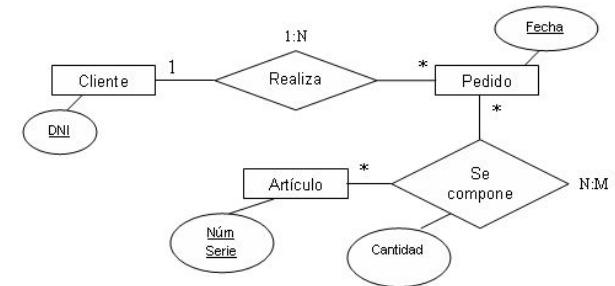 Fecha
1:N
Cliente
1
Realiza
*
Pedido
*
DNI
Artículo
*
Se
compone
N:M
Núm
Serie
Cantidad